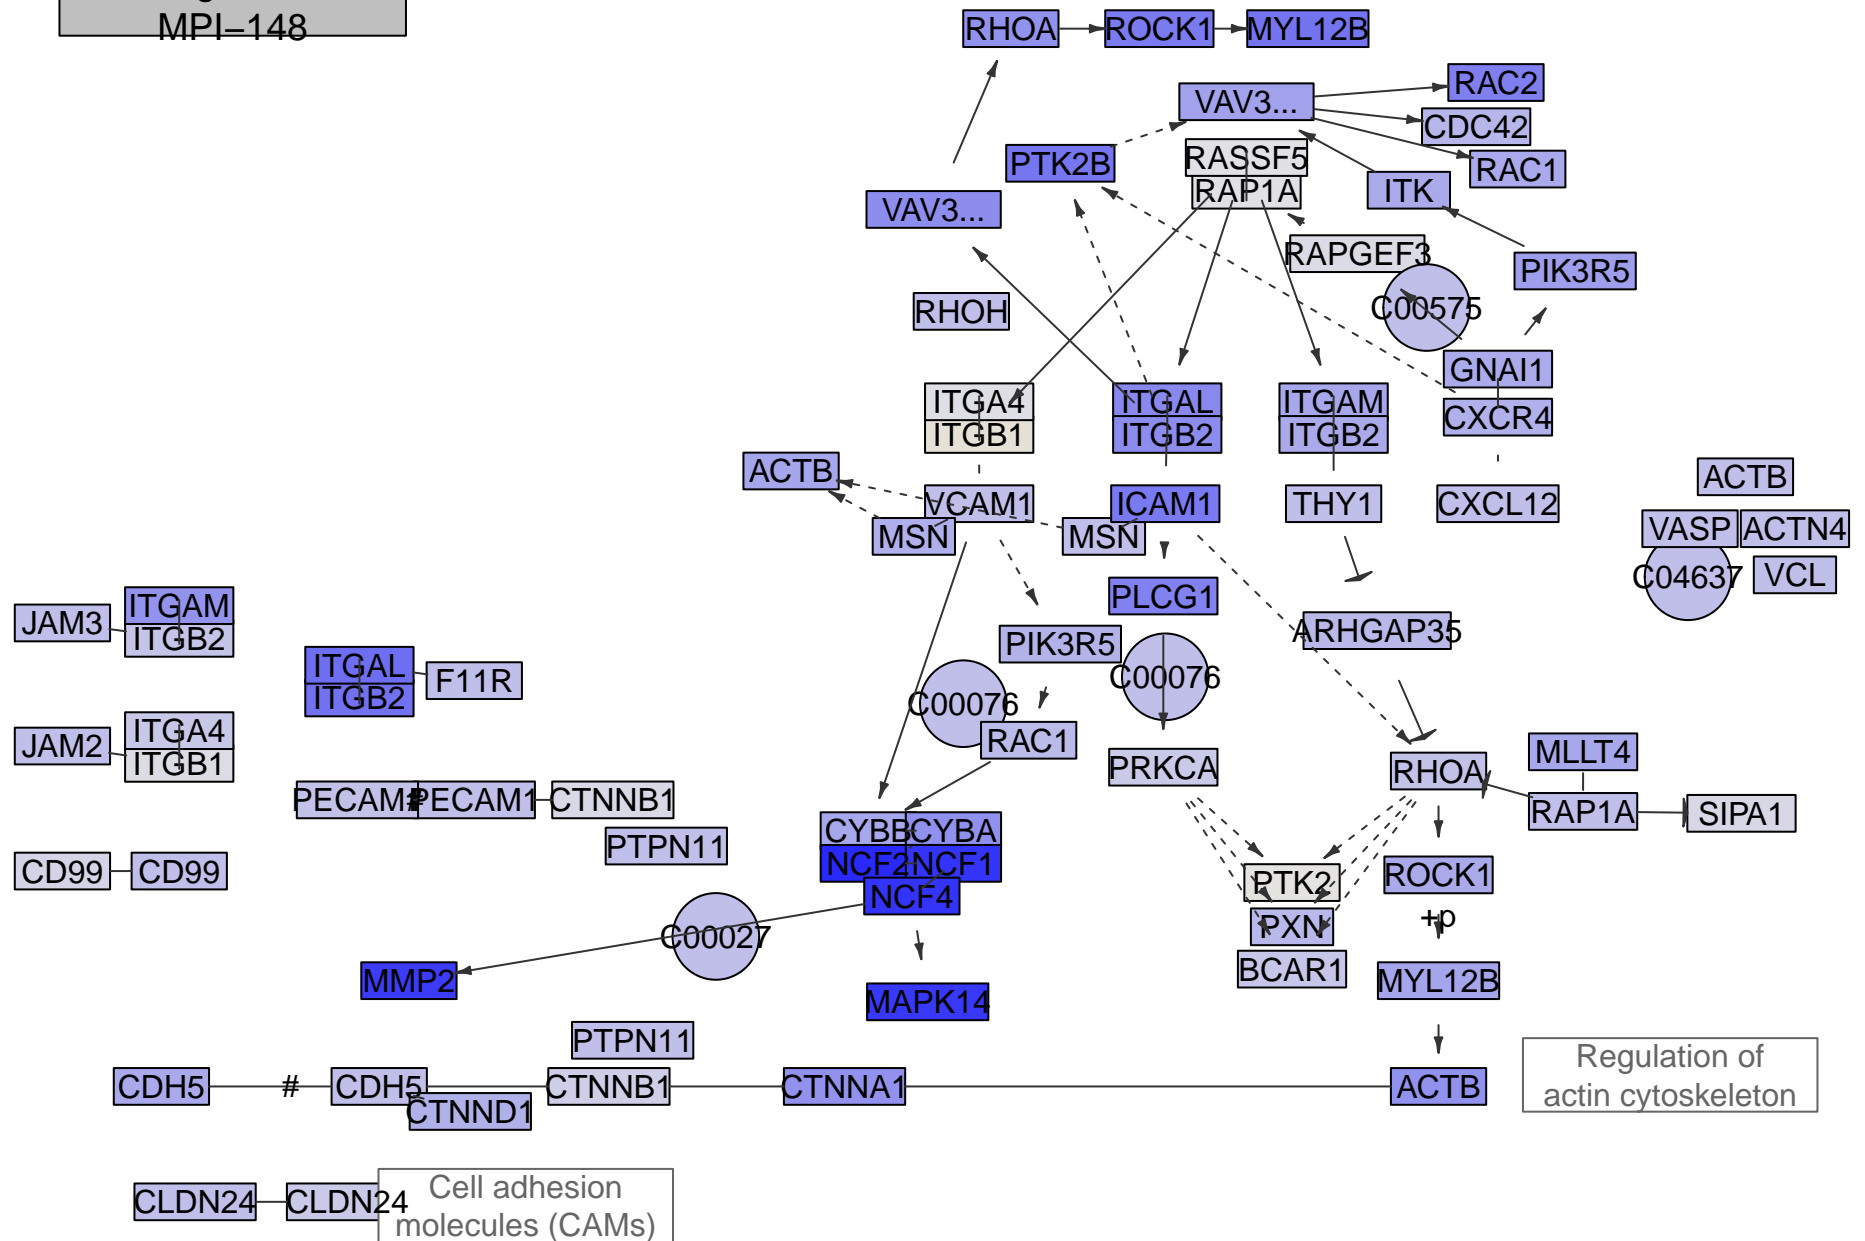 MPI−148
RHOA
ROCK1
MYL12B
RAC2
VAV3...
CDC42
PTK2B
RASSF5
RAC1
RAP1A
ITK
VAV3...
RAPGEF3
PIK3R5
RHOH
C00575
GNAI1
ITGA4
ITGAL
ITGAM
CXCR4
ITGB1
ITGB2
ITGB2
ACTB
ACTB
VCAM1
ICAM1
THY1
CXCL12
MSN
MSN
VASP
ACTN4
C04637
VCL
PLCG1
ITGAM
JAM3
ITGB2
ARHGAP35
PIK3R5
ITGAL
F11R
C00076
ITGB2
C00076
ITGA4
JAM2
RAC1
ITGB1
PRKCA
RHOA
MLLT4
PECAM1
#
PECAM1
CTNNB1
RAP1A
SIPA1
CYBB
CYBA
PTPN11
NCF2
NCF1
CD99
CD99
NCF4
PTK2
ROCK1
+p
C00027
PXN
BCAR1
MMP2
MYL12B
MAPK14
PTPN11
CDH5
#
CDH5
CTNNB1
CTNNA1
ACTB
Regulation of
actin cytoskeleton
CTNND1
CLDN24
CLDN24
Cell adhesion
molecules (CAMs)